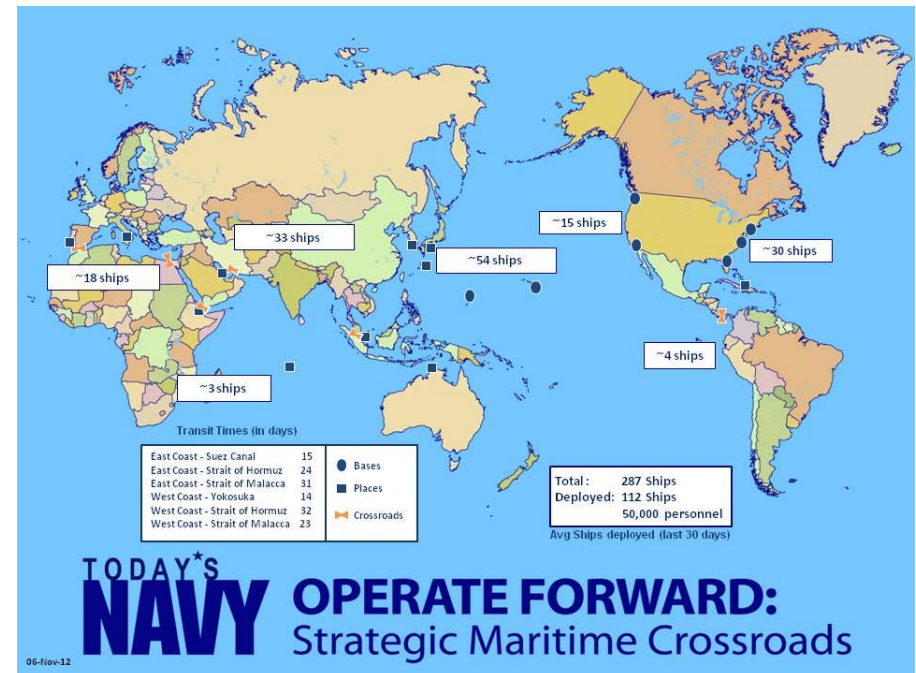 ~15 ships
~33 ships
~30 ships
~54 ships
~18 ships
~4 ships
~3 ships
Transit Times (in days)
East Coast - Suez Canal 15
East Coast - Strait of Hormuz 24
East Coast - Strait of Malacca 31
West Coast - Yokosuka 14
West Coast - Strait of Hormuz 32
West Coast - Strait of Malacca 23
Bases
Places
Crossroads
Total: 287 Ships
Deployed: 112 Ships
50,000 personnel
Avg Ships deployed (last 30 days)
TODAY'S
NAVY
OPERATE FORWARD:
Strategic Maritime Crossroads
06-Nov-12